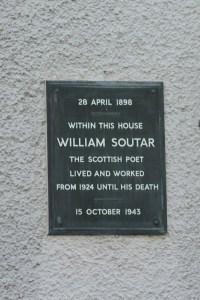 28 APRIL 1898
WITHIN THIS HOUSE
WILLIAM SOUTAR
THE SCOTTISH POET
LIVED AND WORKED
FROM 1924 UNTIL HIS DEATH
15 OCTOBER 1943